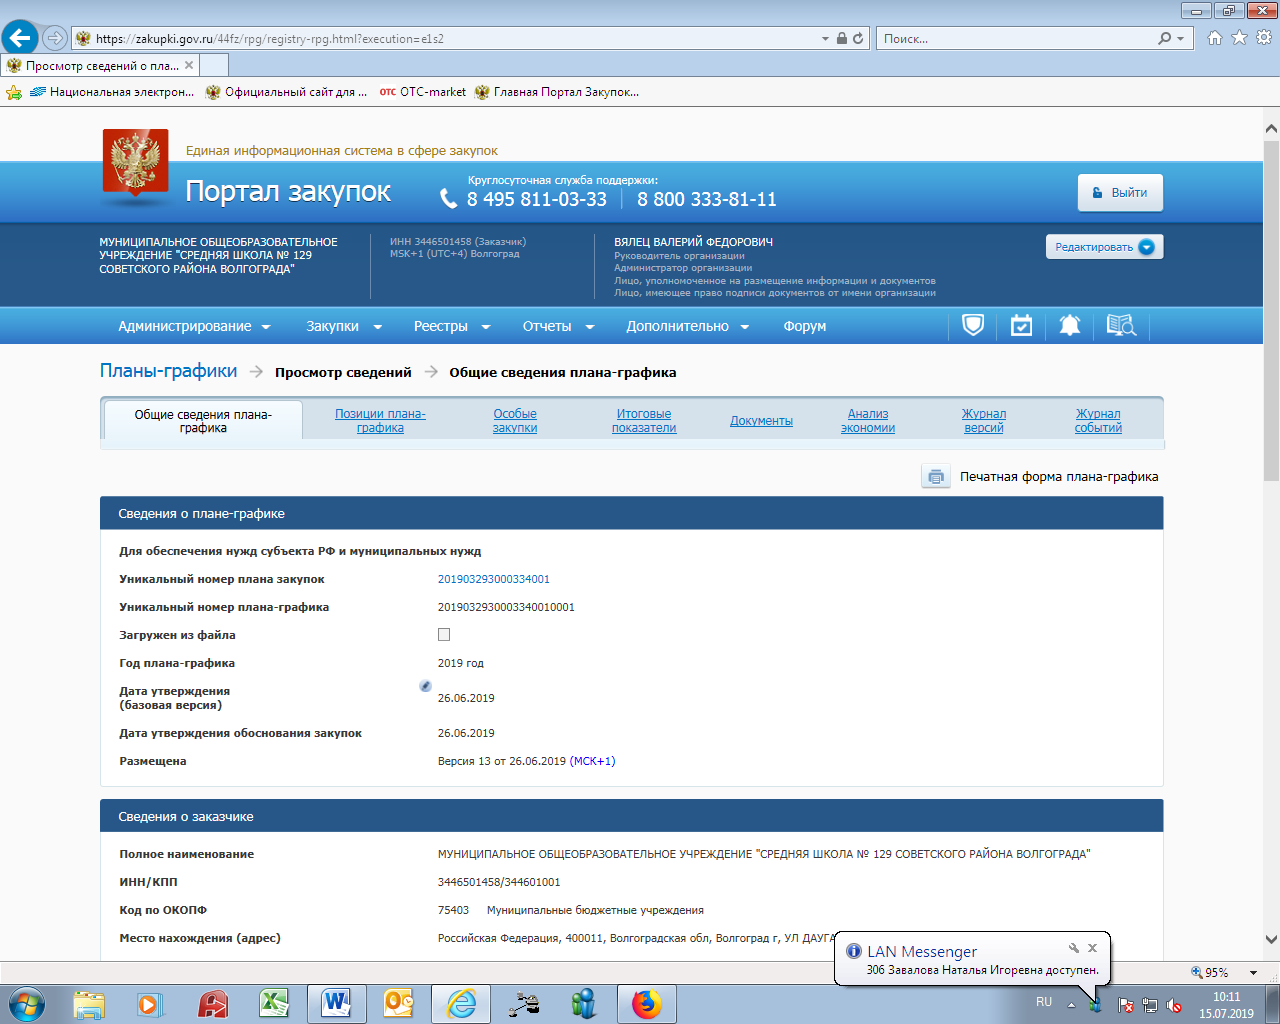 https://zakupki.gov.ru/44fz/rpg/registry-rpg.html?execution=e1s2
Поиск...
Просмотр сведений о пла...
Национальная электрон...
Официальный сайт для ...
OTC OTC-market
Главная Портал Закупок...
Единая информационная система в сфере закупок
Портал закупок
Круглосуточная служба поддержки:
8 495 811-03-33
8 800 333-81-11
Выйти
МУНИЦИПАЛЬНОЕ ОБЩЕОБРАЗОВАТЕЛЬНОЕ
УЧРЕЖДЕНИЕ "СРЕДНЯЯ ШКОЛА № 129
СОВЕТСКОГО РАЙОНА ВОЛГОГРАДА"
ИНН 3446501458 (Заказчик)
MSK+1 (UTC+4) Волгоград
ВЯЛЕЦ ВАЛЕРИЙ ФЕДОРОВИЧ
Руководитель организации
Администратор организации
Лицо, уполномоченное на размещение информации и документов
Лицо, имеющее право подписи документов от имени организации
Редактировать
Администрирование
Закупки
Реестры
Отчеты
Дополнительно
Форум
Планы-графики
Просмотр сведений
Общие сведения плана-графика
Общие сведения плана-
графика
Позиции плана-
графика
Особые
закупки
Итоговые
показатели
Документы
Анализ
экономии
Журнал
версий
Журнал
событий
Печатная форма плана-графика
Сведения о плане-графике
Для обеспечения нужд субъекта РФ и муниципальных нужд
Уникальный номер плана закупок 201903293000334001
Уникальный номер плана-графика 2019032930003340010001
Загружен из файла
Год плана-графика 2019 год
Дата утверждения
(базовая версия) 26.06.2019
Дата утверждения обоснования закупок 26.06.2019
Размещена Версия 13 от 26.06.2019 (МСК+1)
Сведения о заказчике
Полное наименование МУНИЦИПАЛЬНОЕ ОБЩЕОБРАЗОВАТЕЛЬНОЕ УЧРЕЖДЕНИЕ "СРЕДНЯЯ ШКОЛА № 129 СОВЕТСКОГО РАЙОНА ВОЛГОГРАДА"
ИНН/КПП 3446501458/344601001
Код по ОКОПФ 75403 Муниципальные бюджетные учреждения
Место нахождения (адрес) Российская Федерация, 400011, Волгоградская обл, Волгоград г, УЛ ДАУГА
LAN Messenger
306 Завалова Наталья Игоревна доступен.
95%
RU
10:11
15.07.2019